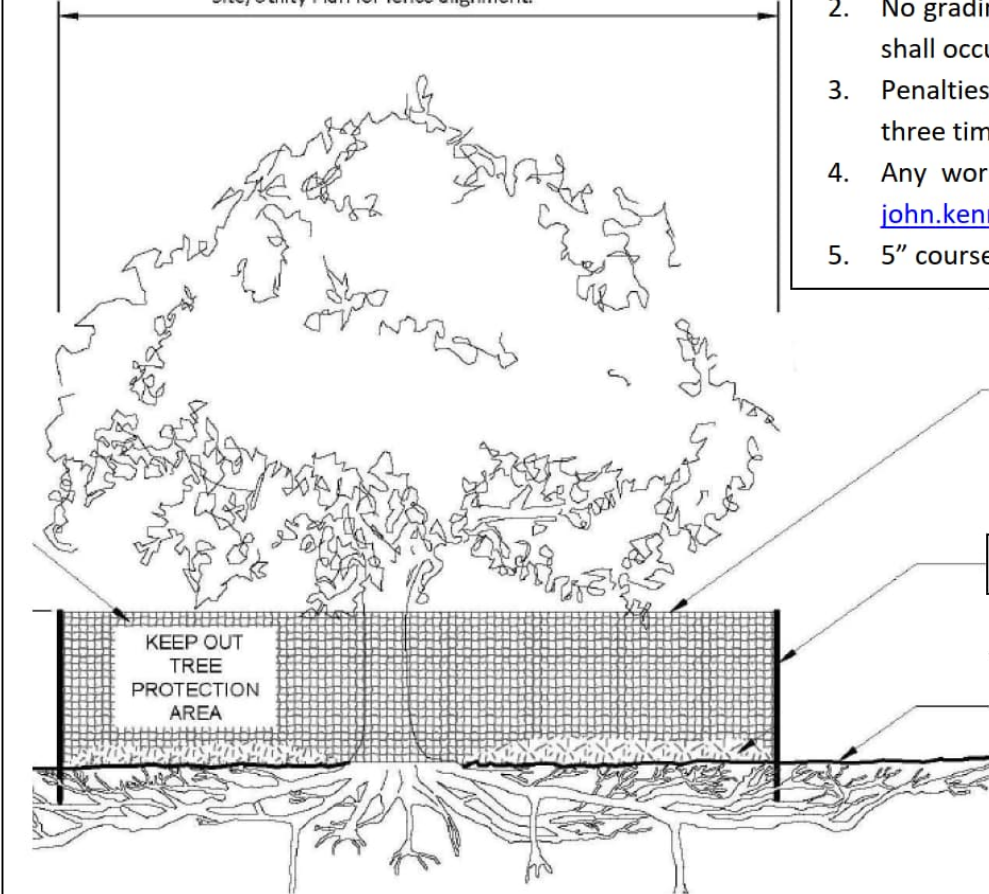 Site/Utility Plan for fence alignment.
2. No gradin
shall occu
3. Penalties
three tim
4. Any wor
john.ken
5. 5” course
KEEP OUT
TREE
PROTECTION
AREA